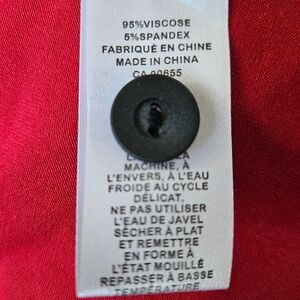 95%VISCOSE
5%SPANDEX
FABRIQUÉ EN CHINE
MADE IN CHINA
CA 00655
MACHINE, À
L'ENVERS, À L'EAU
FROIDE AU CYCLE
DÉLICAT.
NE PAS UTILISER
L'EAU DE JAVEL
SÉCHER À PLAT
ET REMETTRE
EN FORME À
L'ÉTAT MOUILLÉ
REPASSER À BASSE
TEMPÉRATURE